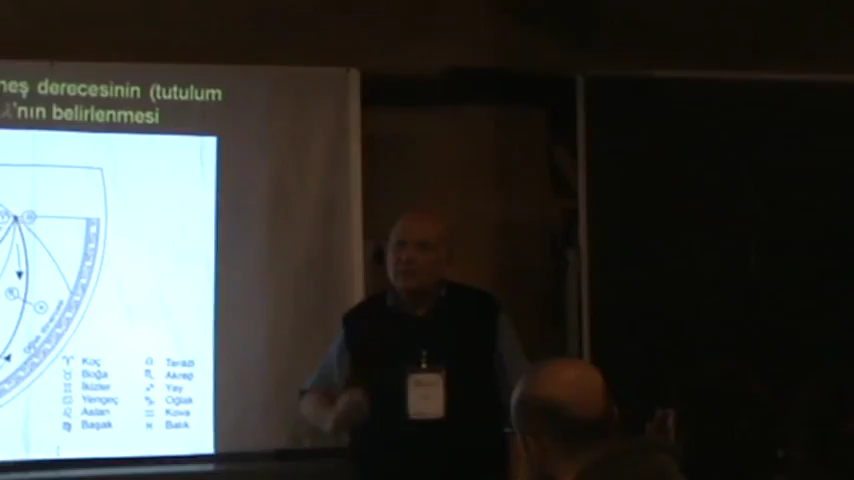 neş derecesinin (tutulum
λ'nın belirlenmesi
♈ Koç
♉ Boğa
♊ İkizler
♋ Yengeç
♌ Aslan
♍ Başak
♎ Terazi
♏ Akrep
♐ Yay
♑ Oğlak
♒ Kova
♓ Balık